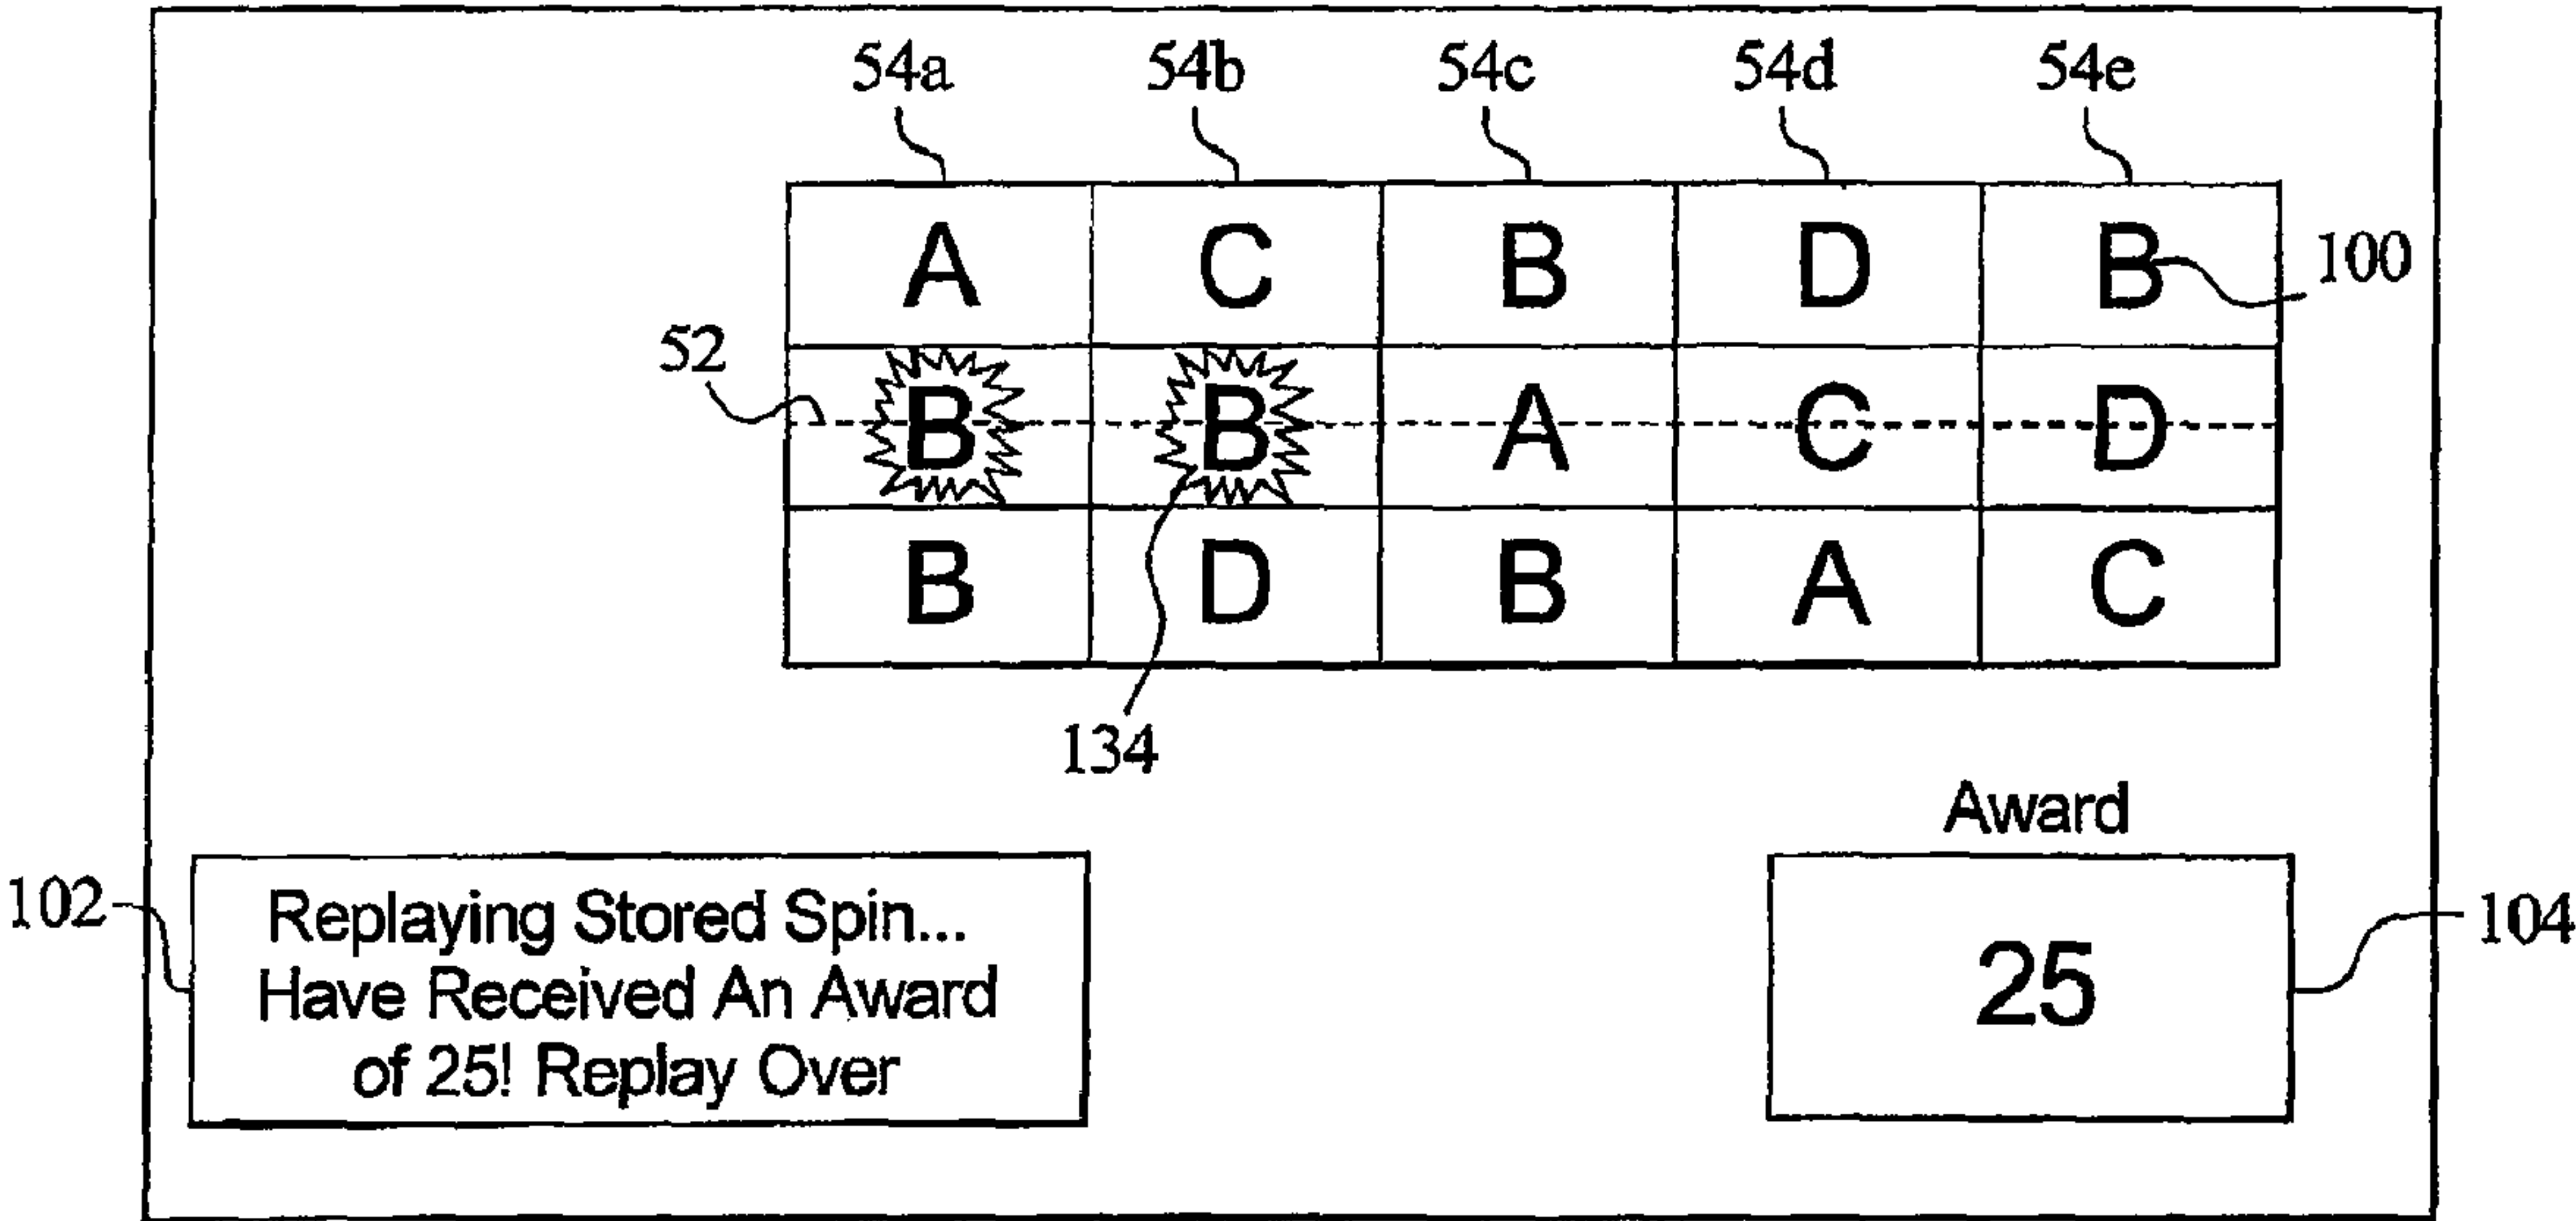 54a 54b 54c 54d 54e
A C B D B 100
52
B B A C D
B D B A C
134
Award
102 Replaying Stored Spin...
Have Received An Award
of 25! Replay Over
25 104